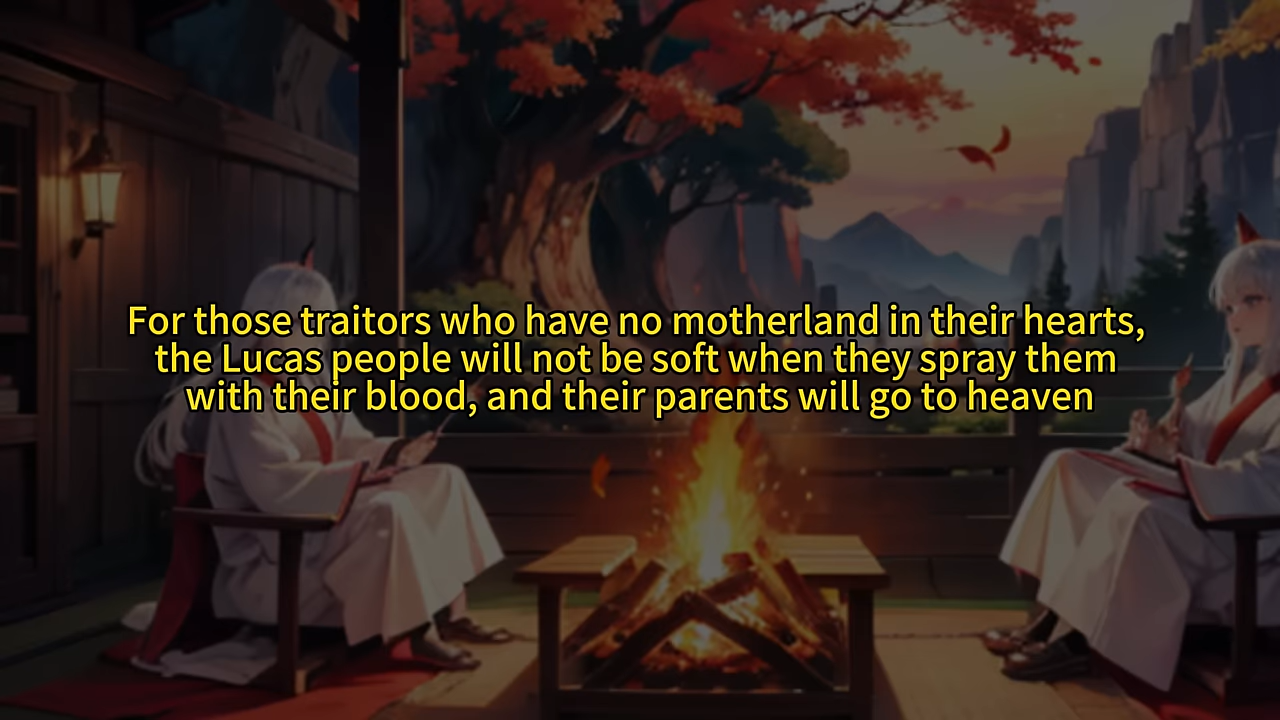 For those traitors who have no motherland in their hearts,
the Lucas people will not be soft when they spray them
with their blood, and their parents will go to heaven